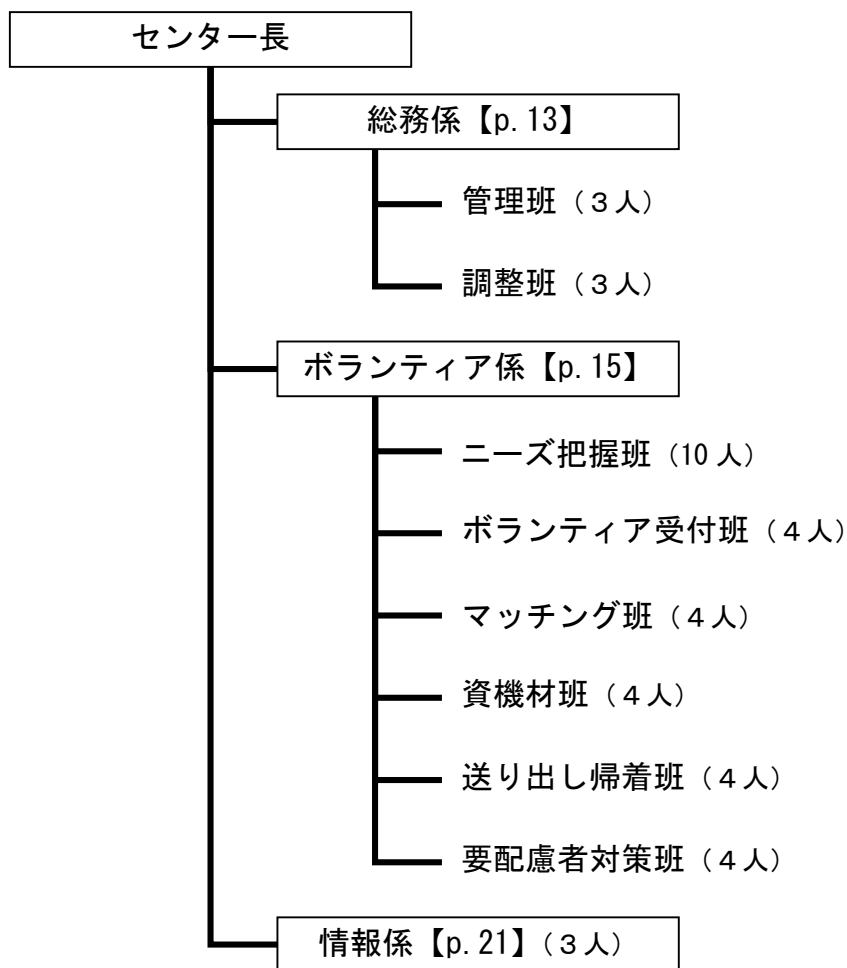 センター長
総務係【p.13】
管理班（３人）
調整班（３人）
ボランティア係【p.15】
ニーズ把握班（10人）
ボランティア受付班（４人）
マッチング班（４人）
資機材班（４人）
送り出し帰着班（４人）
要配慮者対策班（４人）
情報係【p.21】（３人）